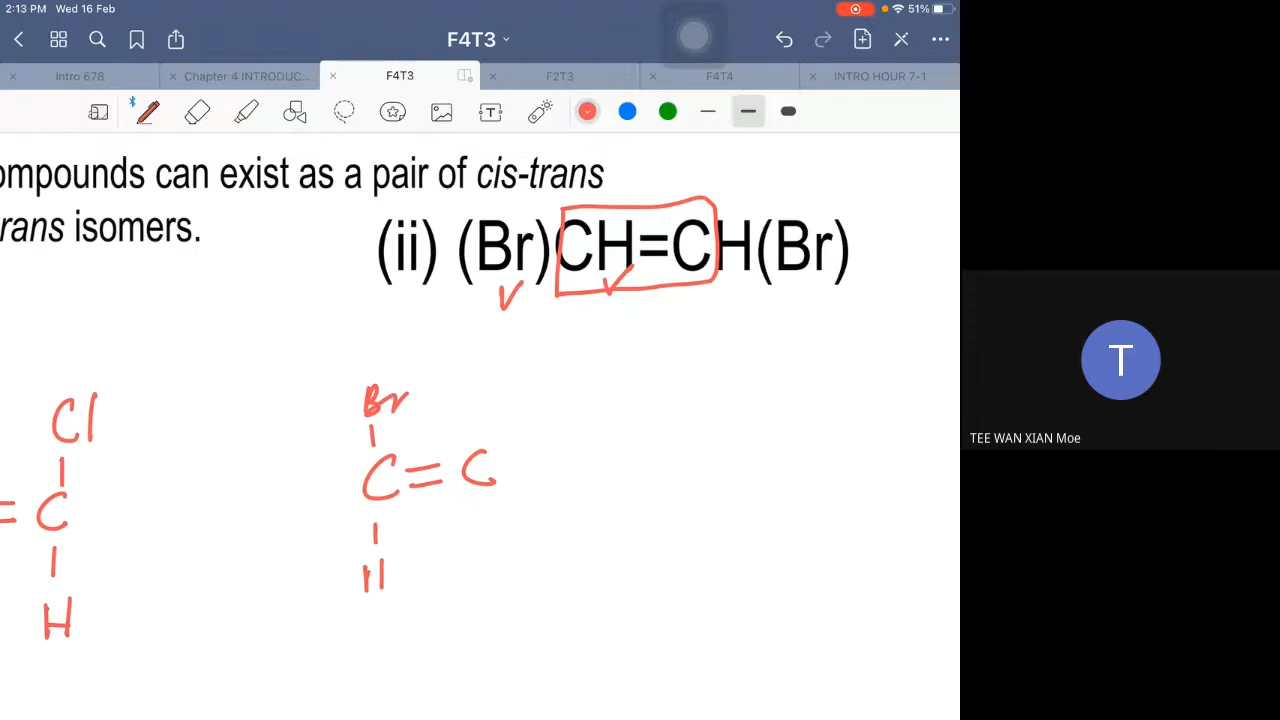 2:13 PM Wed 16 Feb
51%
F4T3
Intro 678
Chapter 4 INTRODUC...
F4T3
F2T3
F4T4
INTRO HOUR 7-1
T
ompounds can exist as a pair of cis-trans
rans isomers.
(ii) (Br)CH=CH(Br)
Cl
= C
H
Br
C = C
H
T
TEE WAN XIAN Moe